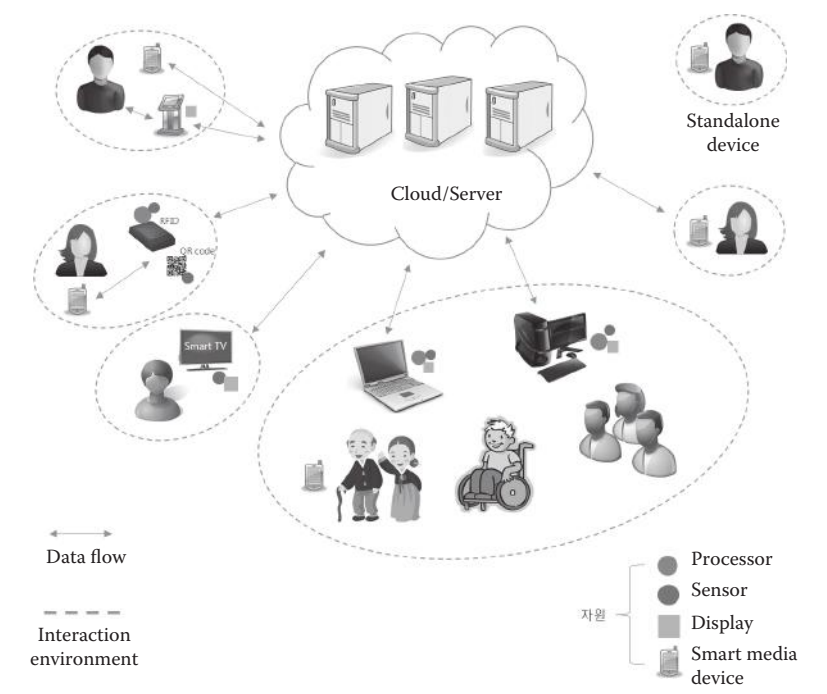 Cloud/Server
Standalone
device
RFID
QR code
Smart TV
Data flow
Interaction
environment
자원
Processor
Sensor
Display
Smart media
device